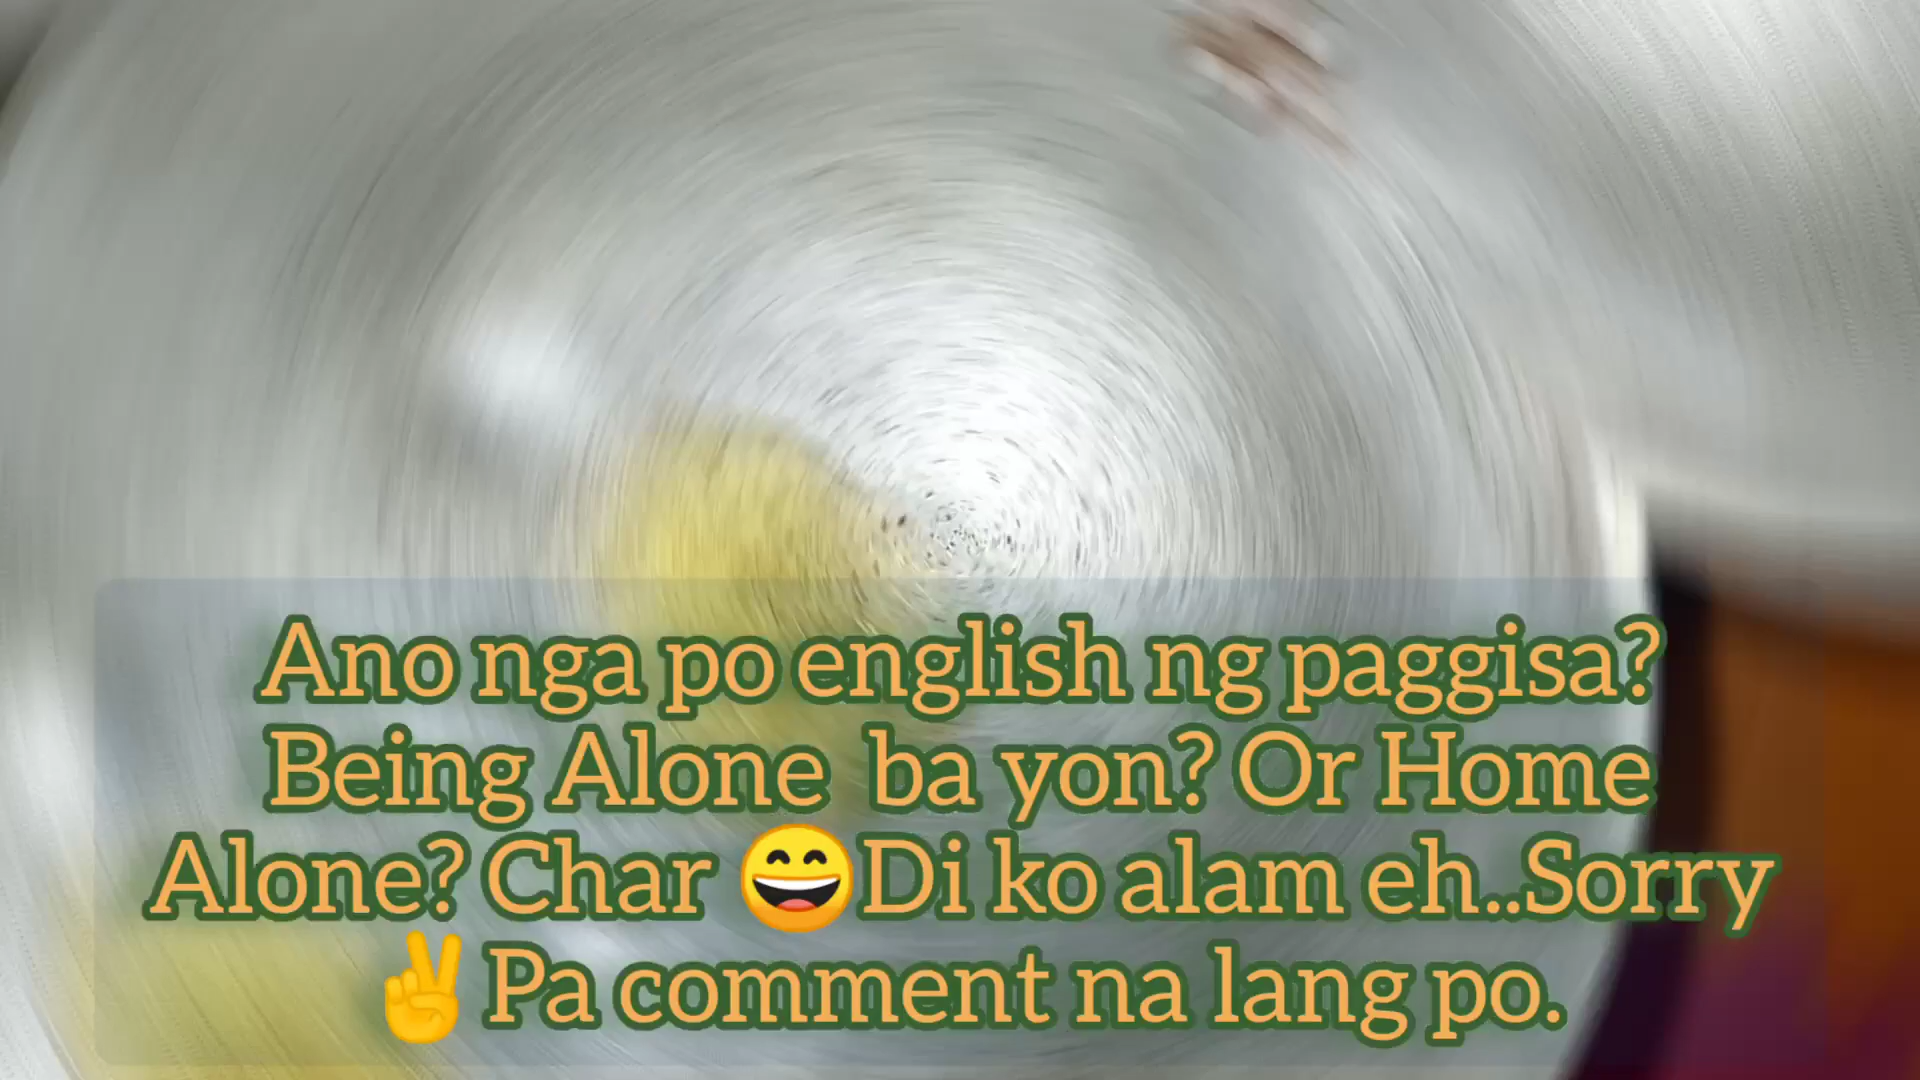 Ano nga po english ng paggisa?
Being Alone ba yon? Or Home
Alone? Char 😄Di ko alam eh..Sorry
✌Pa comment na lang po.